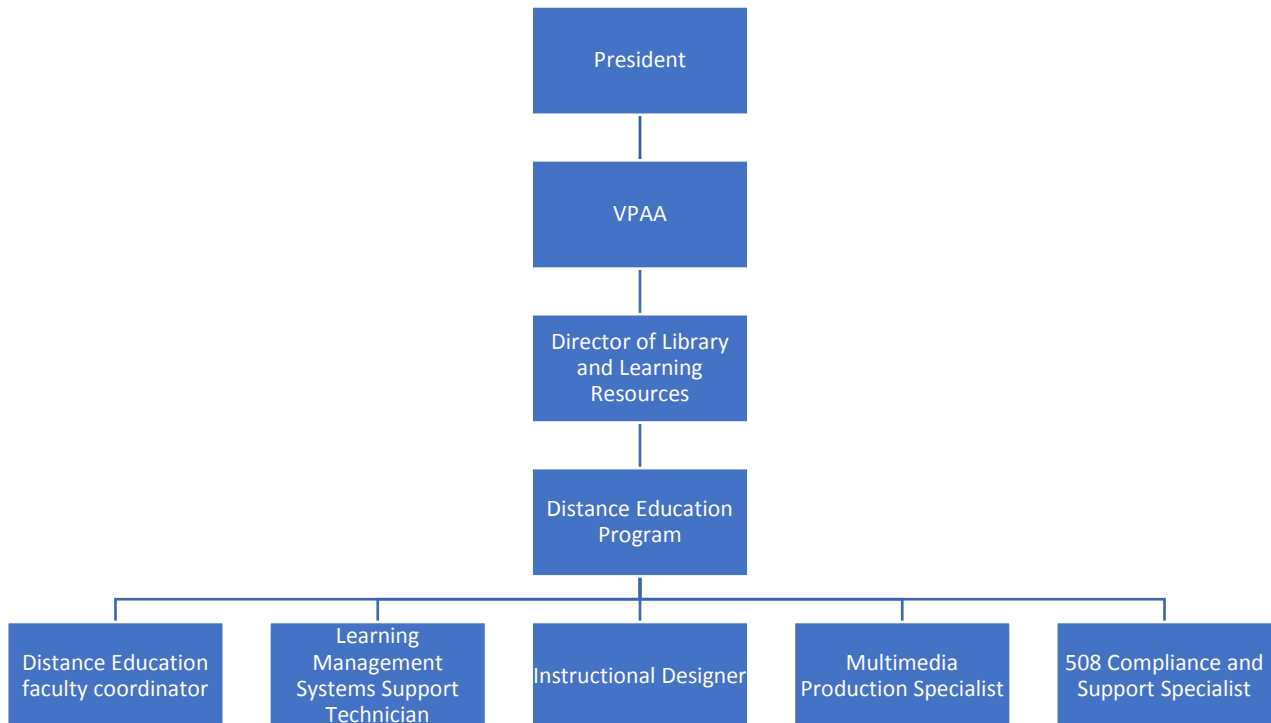 President
VPAA
Director of Library
and Learning
Resources
Distance Education
Program
Distance Education
faculty coordinator
Learning
Management
Systems Support
Technician
Instructional Designer
Multimedia
Production Specialist
508 Compliance and
Support Specialist